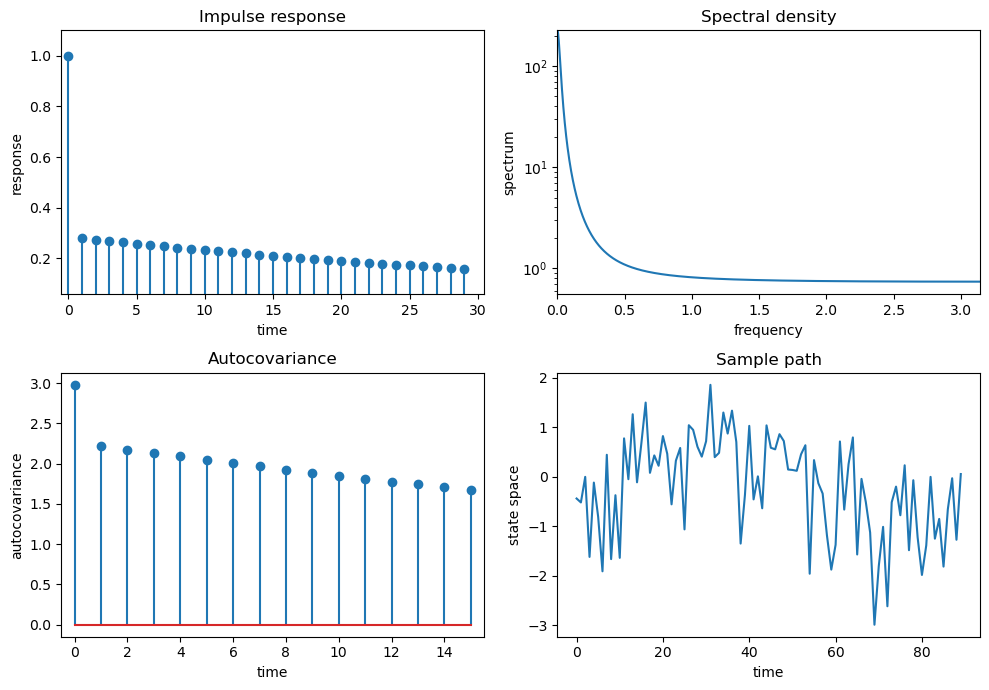 Impulse response
1.0
0.8
0.6
0.4
0.2
response
0 5 10 15 20 25 30
time
Spectral density
10²
10¹
10⁰
spectrum
0.0 0.5 1.0 1.5 2.0 2.5 3.0
frequency
Autocovariance
3.0
2.5
2.0
1.5
1.0
0.5
0.0
autocovariance
0 2 4 6 8 10 12 14
time
Sample path
2
1
0
−1
−2
−3
state space
0 20 40 60 80
time